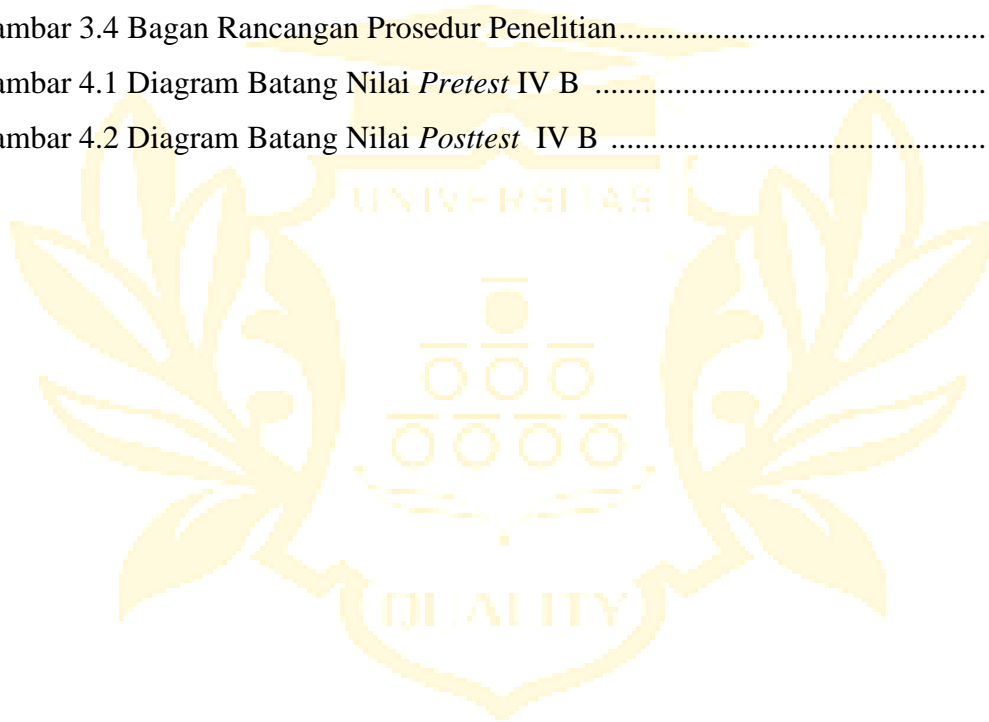 ambar 3.4 Bagan Rancangan Prosedur Penelitian.............................................
ambar 4.1 Diagram Batang Nilai Pretest IV B ................................................
ambar 4.2 Diagram Batang Nilai Posttest IV B ..............................................
UNIVERSITAS
QUALITY